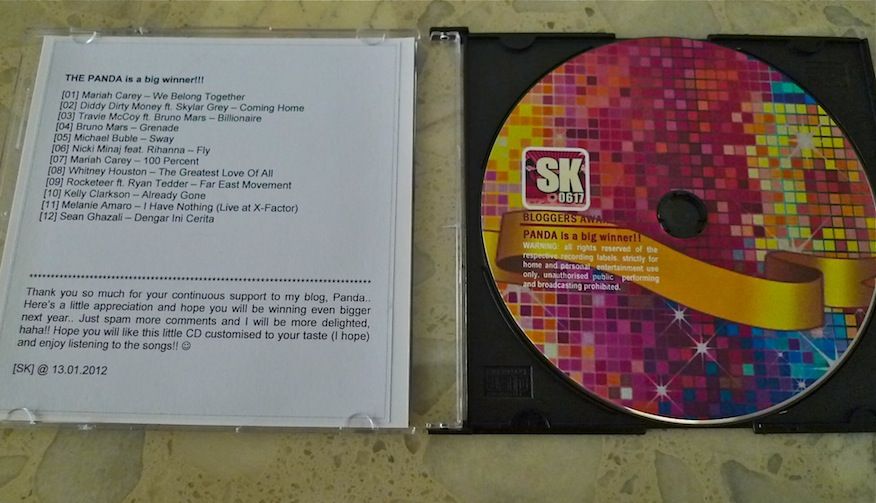 THE PANDA is a big winner!!!
[01] Mariah Carey – We Belong Together
[02] Diddy Dirty Money ft. Skylar Grey – Coming Home
[03] Travie McCoy ft. Bruno Mars – Billionaire
[04] Bruno Mars – Grenade
[05] Michael Buble – Sway
[06] Nicki Minaj feat. Rihanna – Fly
[07] Mariah Carey – 100 Percent
[08] Whitney Houston – The Greatest Love Of All
[09] Rocketeer ft. Ryan Tedder – Far East Movement
[10] Kelly Clarkson – Already Gone
[11] Melanie Amaro – I Have Nothing (Live at X-Factor)
[12] Sean Ghazali – Dengar Ini Cerita
Thank you so much for your continuous support to my blog, Panda..
Here's a little appreciation and hope you will be winning even bigger
next year.. Just spam more comments and I will be more delighted,
haha!! Hope you will like this little CD customised to your taste (I hope)
and enjoy listening to the songs!! ☺
[SK] @ 13.01.2012
SK
0617
BLOGGERS
PANDA is a big winner!!
WARNING: all rights reserved of the
respective recording labels. strictly for
home and personal entertainment use
only. unauthorised public performing
and broadcasting prohibited.